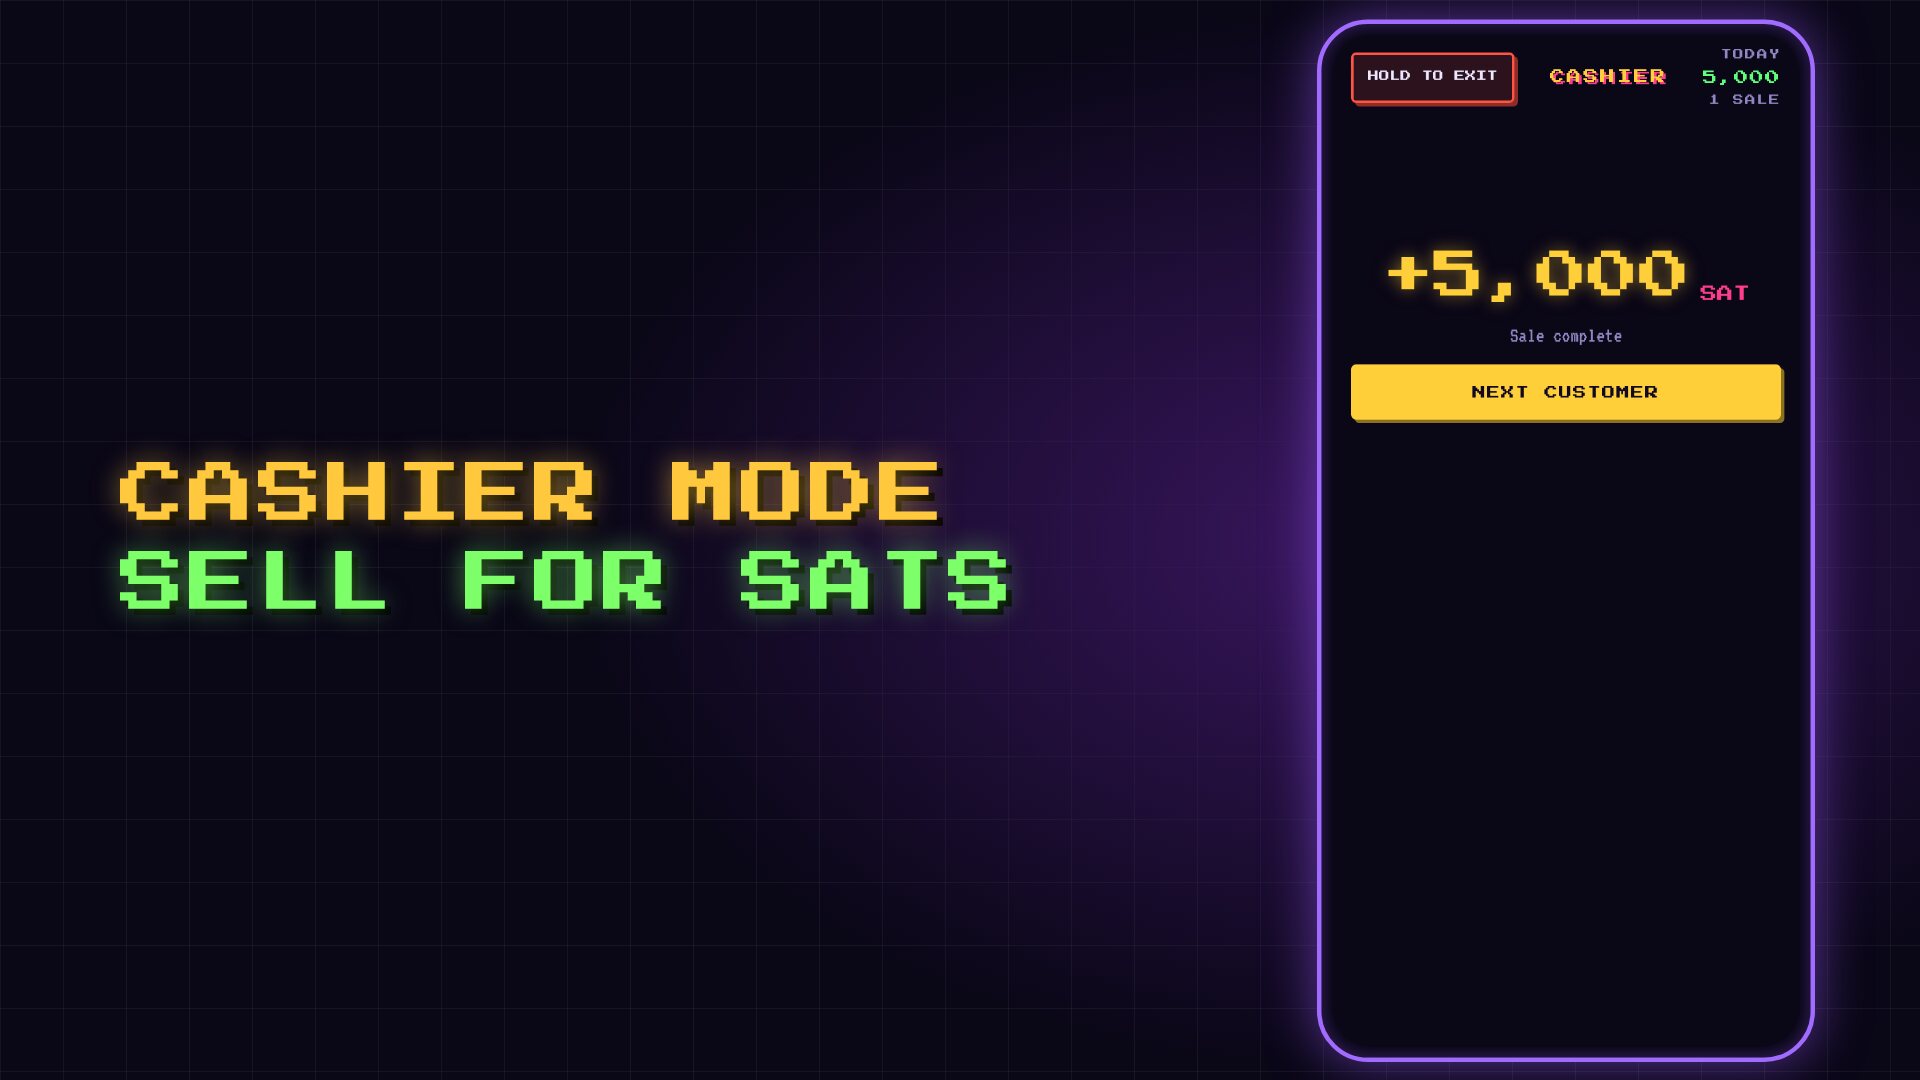 CASHIER MODE
SELL FOR SATS
HOLD TO EXIT
CASHIER
TODAY
5,000
1 SALE
+5,000 SAT
Sale complete
NEXT CUSTOMER